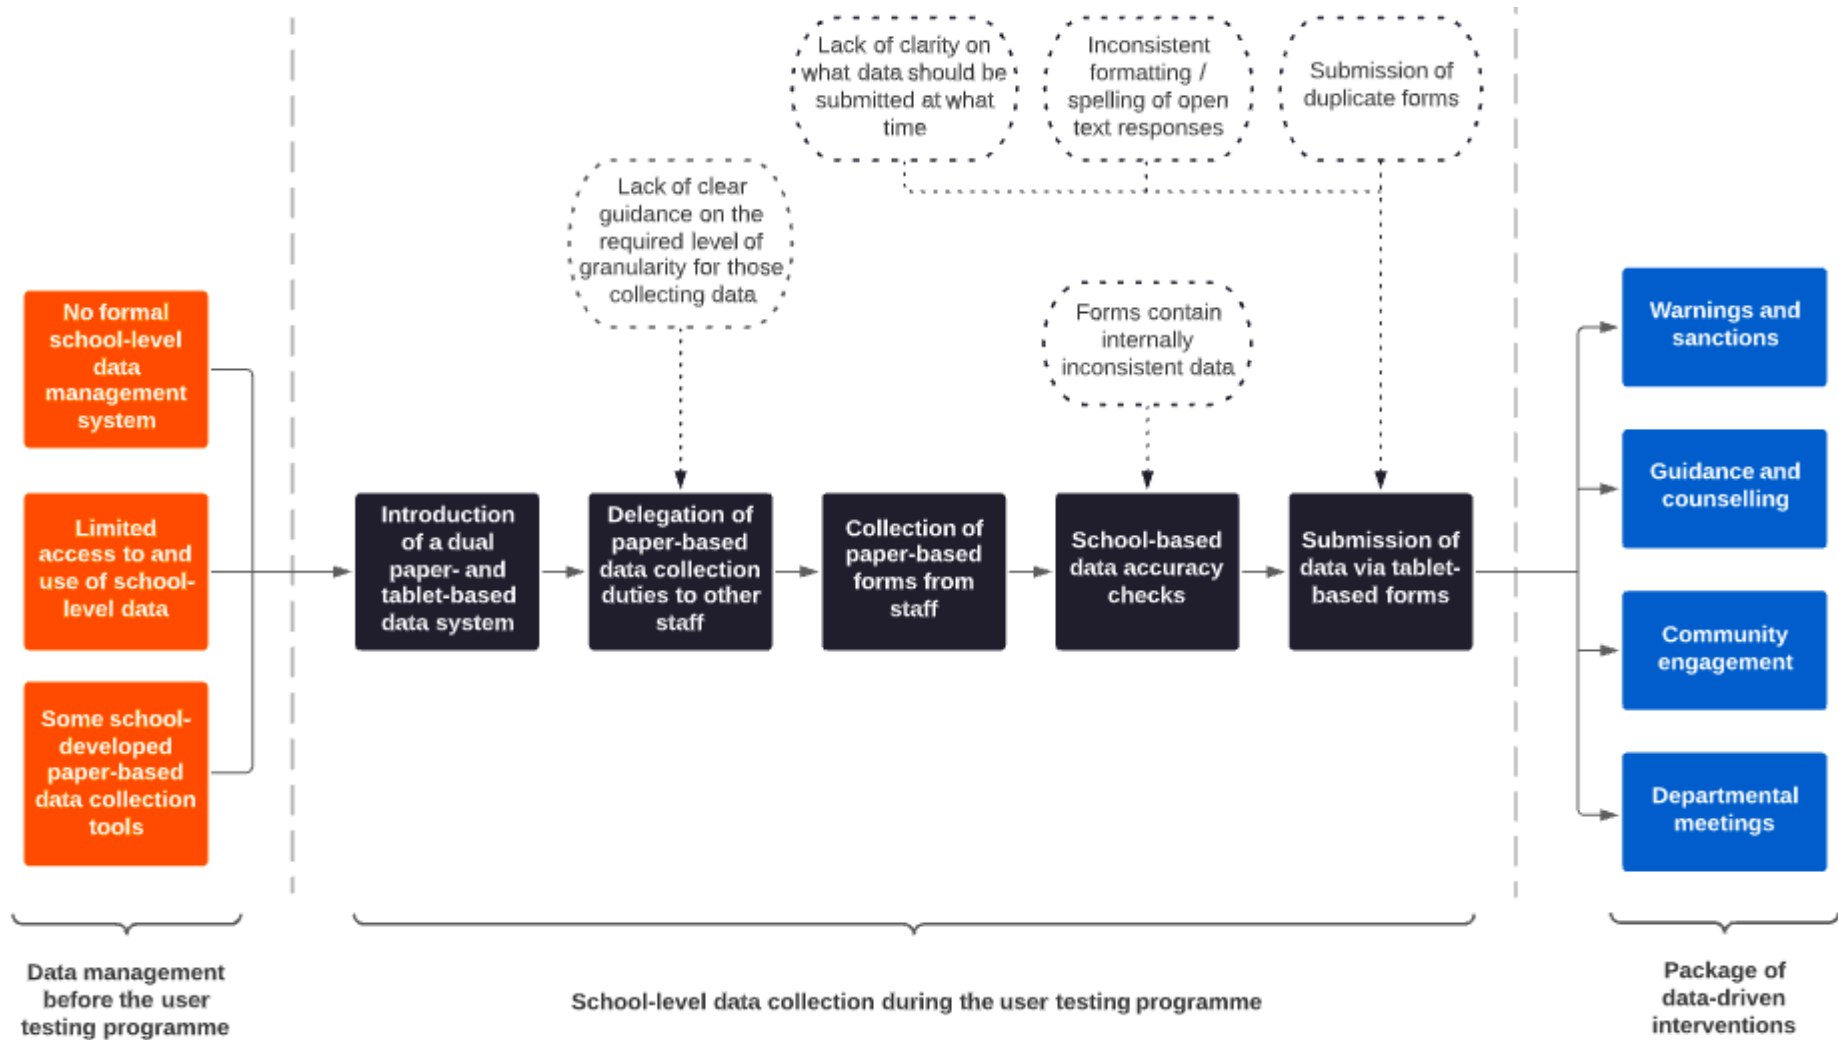 Lack of clarity on
what data should be
submitted at what
time
Inconsistent
formatting /
spelling of open
text responses
Submission of
duplicate forms
Lack of clear
guidance on the
required level of
granularity for those
collecting data
Forms contain
internally
inconsistent data
No formal
school-level
data
management
system
Limited
access to and
use of school-
level data
Some school-
developed
paper-based
data collection
tools
Introduction
of a dual
paper- and
tablet-based
data system
Delegation of
paper-based
data collection
duties to other
staff
Collection of
paper-based
forms from
staff
School-based
data accuracy
checks
Submission of
data via tablet-
based forms
Warnings and
sanctions
Guidance and
counselling
Community
engagement
Departmental
meetings
Data management
before the user
testing programme
School-level data collection during the user testing programme
Package of
data-driven
interventions